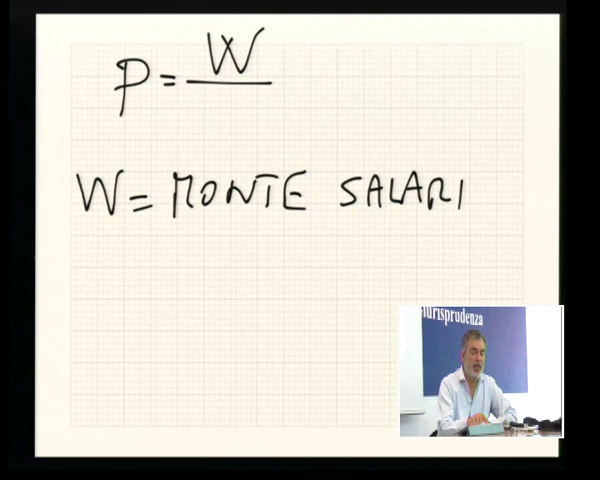 P = W
W = MONTE SALARI
Giurisprudenza